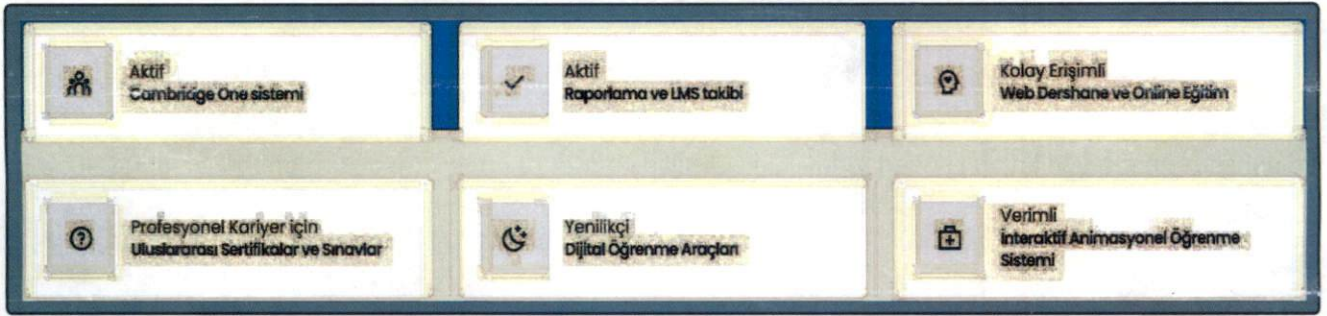 Aktif
Cambridge One sistemi
Aktif
Raporlama ve LMS takibi
Kolay Erişimli
Web Dershane ve Online Eğitim
Profesyonel Kariyer için
Uluslararası Sertifikalar ve Sınavlar
Yenilikçi
Dijital Öğrenme Araçları
Verimli
İnteraktif Animasyonel Öğrenme
Sistemi